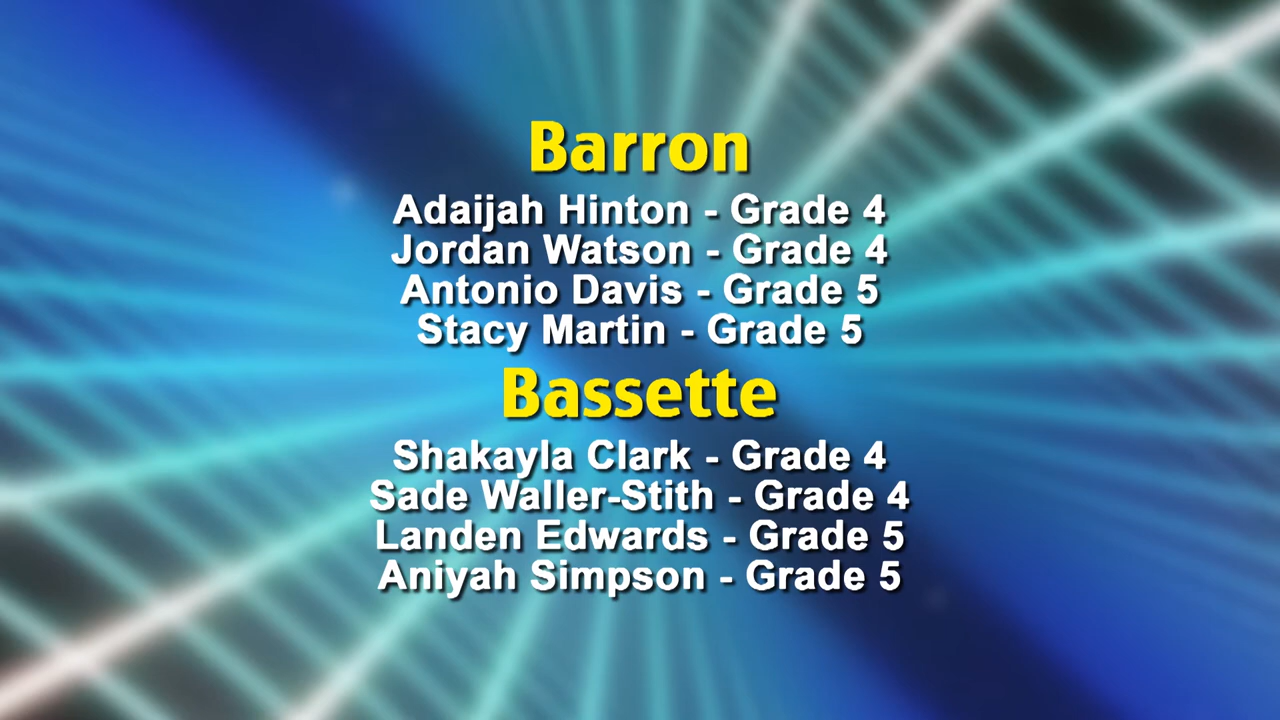 Barron
Adaijah Hinton - Grade 4
Jordan Watson - Grade 4
Antonio Davis - Grade 5
Stacy Martin - Grade 5
Bassette
Shakayla Clark - Grade 4
Sade Waller-Stith - Grade 4
Landen Edwards - Grade 5
Aniyah Simpson - Grade 5